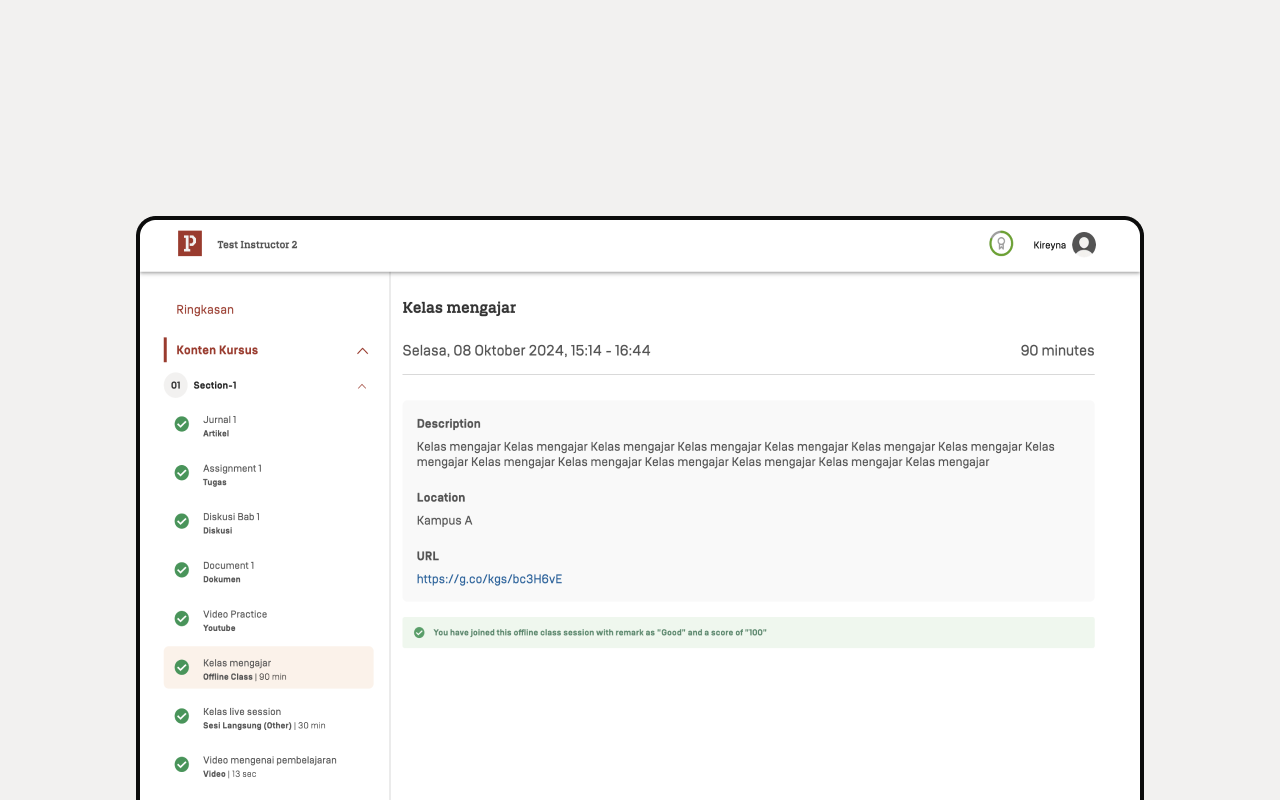 P
Test Instructor 2
Kireyna
Ringkasan
Konten Kursus
01 Section-1
Jurnal 1
Artikel
Assignment 1
Tugas
Diskusi Bab 1
Diskusi
Document 1
Dokumen
Video Practice
Youtube
Kelas mengajar
Offline Class | 90 min
Kelas live session
Sesi Langsung (Other) | 30 min
Video mengenai pembelajaran
Video | 13 sec
Kelas mengajar
Selasa, 08 Oktober 2024, 15:14 - 16:44
90 minutes
Description
Kelas mengajar Kelas mengajar Kelas mengajar Kelas mengajar Kelas mengajar Kelas mengajar Kelas mengajar Kelas
mengajar Kelas mengajar Kelas mengajar Kelas mengajar Kelas mengajar Kelas mengajar Kelas mengajar
Location
Kampus A
URL
https://g.co/kgs/bc3H6vE
You have joined this offline class session with remark as "Good" and a score of "100"